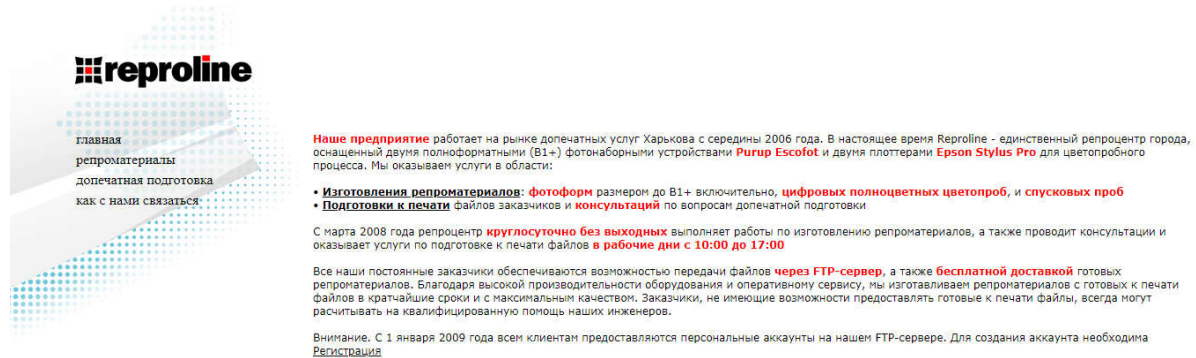 reproline
главная
репроматериалы
допечатная подготовка
как с нами связаться
Наше предприятие работает на рынке допечатных услуг Харькова с середины 2006 года. В настоящее время Reproline - единственный репроцентр города,
оснащенный двумя полноформатными (В1+) фотонаборными устройствами Purup Escofot и двумя плоттерами Epson Stylus Pro для цветопробного
процесса. Мы оказываем услуги в области:
• Изготовления репроматериалов: фотоформ размером до В1+ включительно, цифровых полноцветных цветопроб, и спусковых проб
• Подготовки к печати файлов заказчиков и консультаций по вопросам допечатной подготовки
С марта 2008 года репроцентр круглосуточно без выходных выполняет работы по изготовлению репроматериалов, а также проводит консультации и
оказывает услуги по подготовке к печати файлов в рабочие дни с 10:00 до 17:00
Все наши постоянные заказчики обеспечиваются возможностью передачи файлов через FTP-сервер, а также бесплатной доставкой готовых
репроматериалов. Благодаря высокой производительности оборудования и оперативному сервису, мы изготавливаем репроматериалов с готовых к печати
файлов в кратчайшие сроки и с максимальным качеством. Заказчики, не имеющие возможности предоставлять готовые к печати файлы, всегда могут
расчитывать на квалифицированную помощь наших инженеров.
Внимание. С 1 января 2009 года всем клиентам предоставляются персональные аккаунты на нашем FTP-сервере. Для создания аккаунта необходима
Регистрация